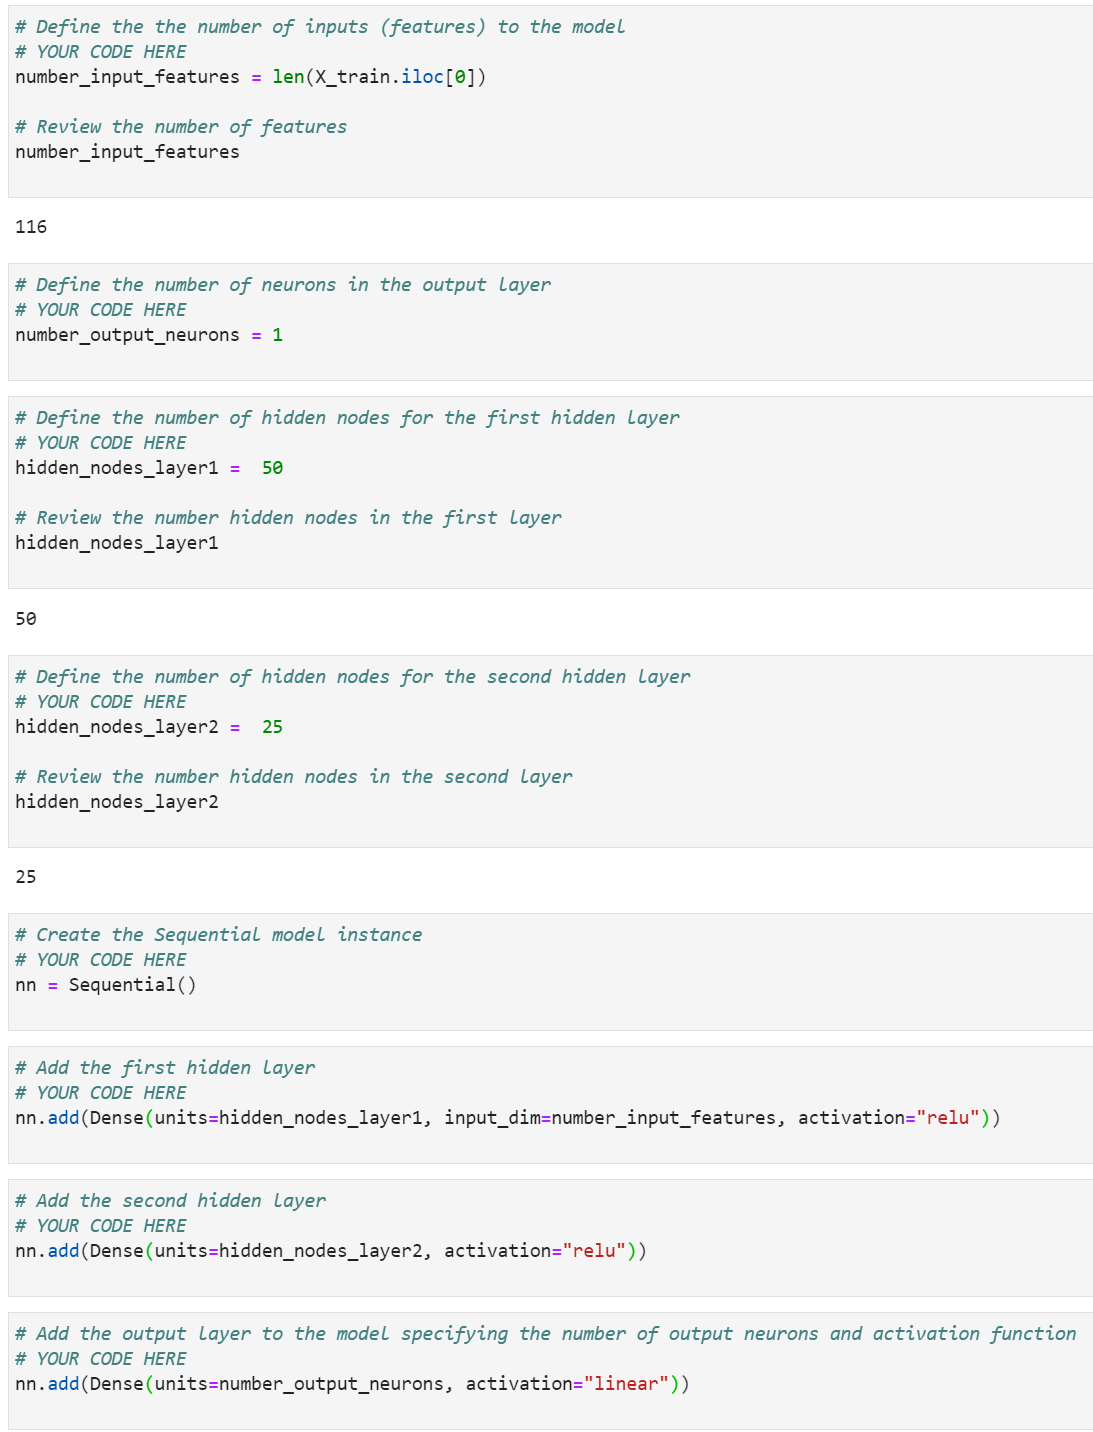 # Define the the number of inputs (features) to the model
# YOUR CODE HERE
number_input_features = len(X_train.iloc[0])
# Review the number of features
number_input_features
116
# Define the number of neurons in the output layer
# YOUR CODE HERE
number_output_neurons = 1
# Define the number of hidden nodes for the first hidden layer
# YOUR CODE HERE
hidden_nodes_layer1 =  50
# Review the number hidden nodes in the first layer
hidden_nodes_layer1
50
# Define the number of hidden nodes for the second hidden layer
# YOUR CODE HERE
hidden_nodes_layer2 =  25
# Review the number hidden nodes in the second layer
hidden_nodes_layer2
25
# Create the Sequential model instance
# YOUR CODE HERE
nn = Sequential()
# Add the first hidden layer
# YOUR CODE HERE
nn.add(Dense(units=hidden_nodes_layer1, input_dim=number_input_features, activation="relu"))
# Add the second hidden layer
# YOUR CODE HERE
nn.add(Dense(units=hidden_nodes_layer2, activation="relu"))
# Add the output layer to the model specifying the number of output neurons and activation function
# YOUR CODE HERE
nn.add(Dense(units=number_output_neurons, activation="linear"))